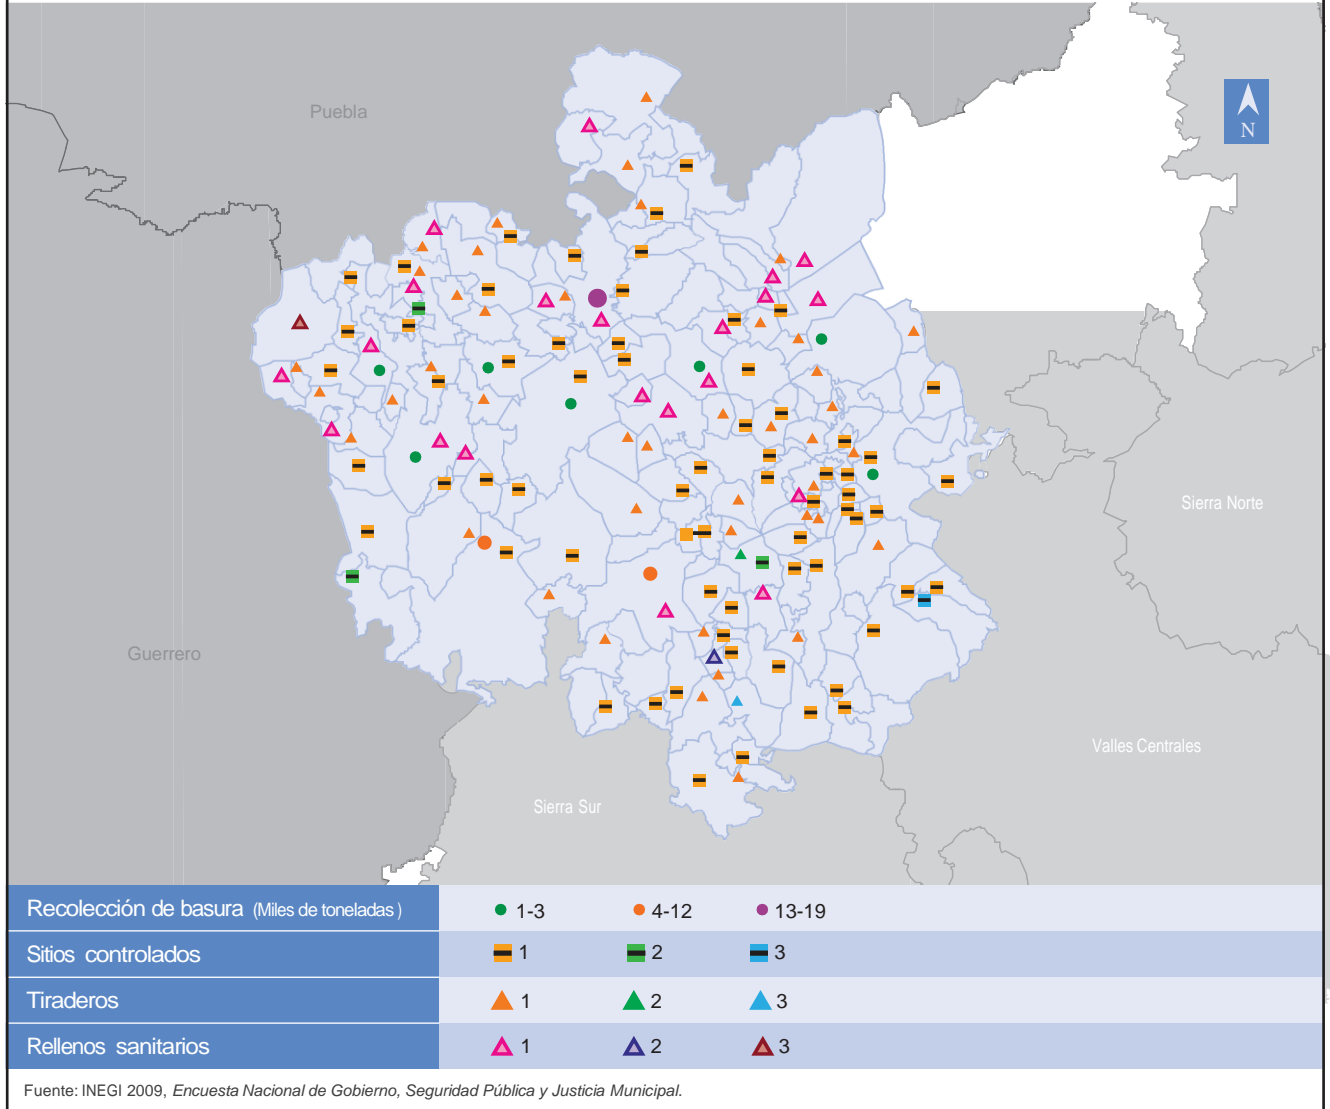 Puebla
N
Sierra Norte
Guerrero
Valles Centrales
Sierra Sur
Recolección de basura (Miles de toneladas) 1-3 4-12 13-19
Sitios controlados 1 2 3
Tiraderos 1 2 3
Rellenos sanitarios 1 2 3
Fuente: INEGI 2009, Encuesta Nacional de Gobierno, Seguridad Pública y Justicia Municipal.